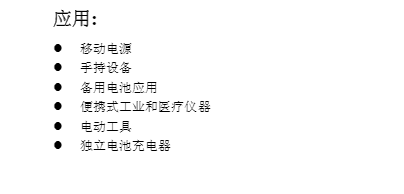 应用：
● 移动电源
● 手持设备
● 备用电池应用
● 便携式工业和医疗仪器
● 电动工具
● 独立电池充电器